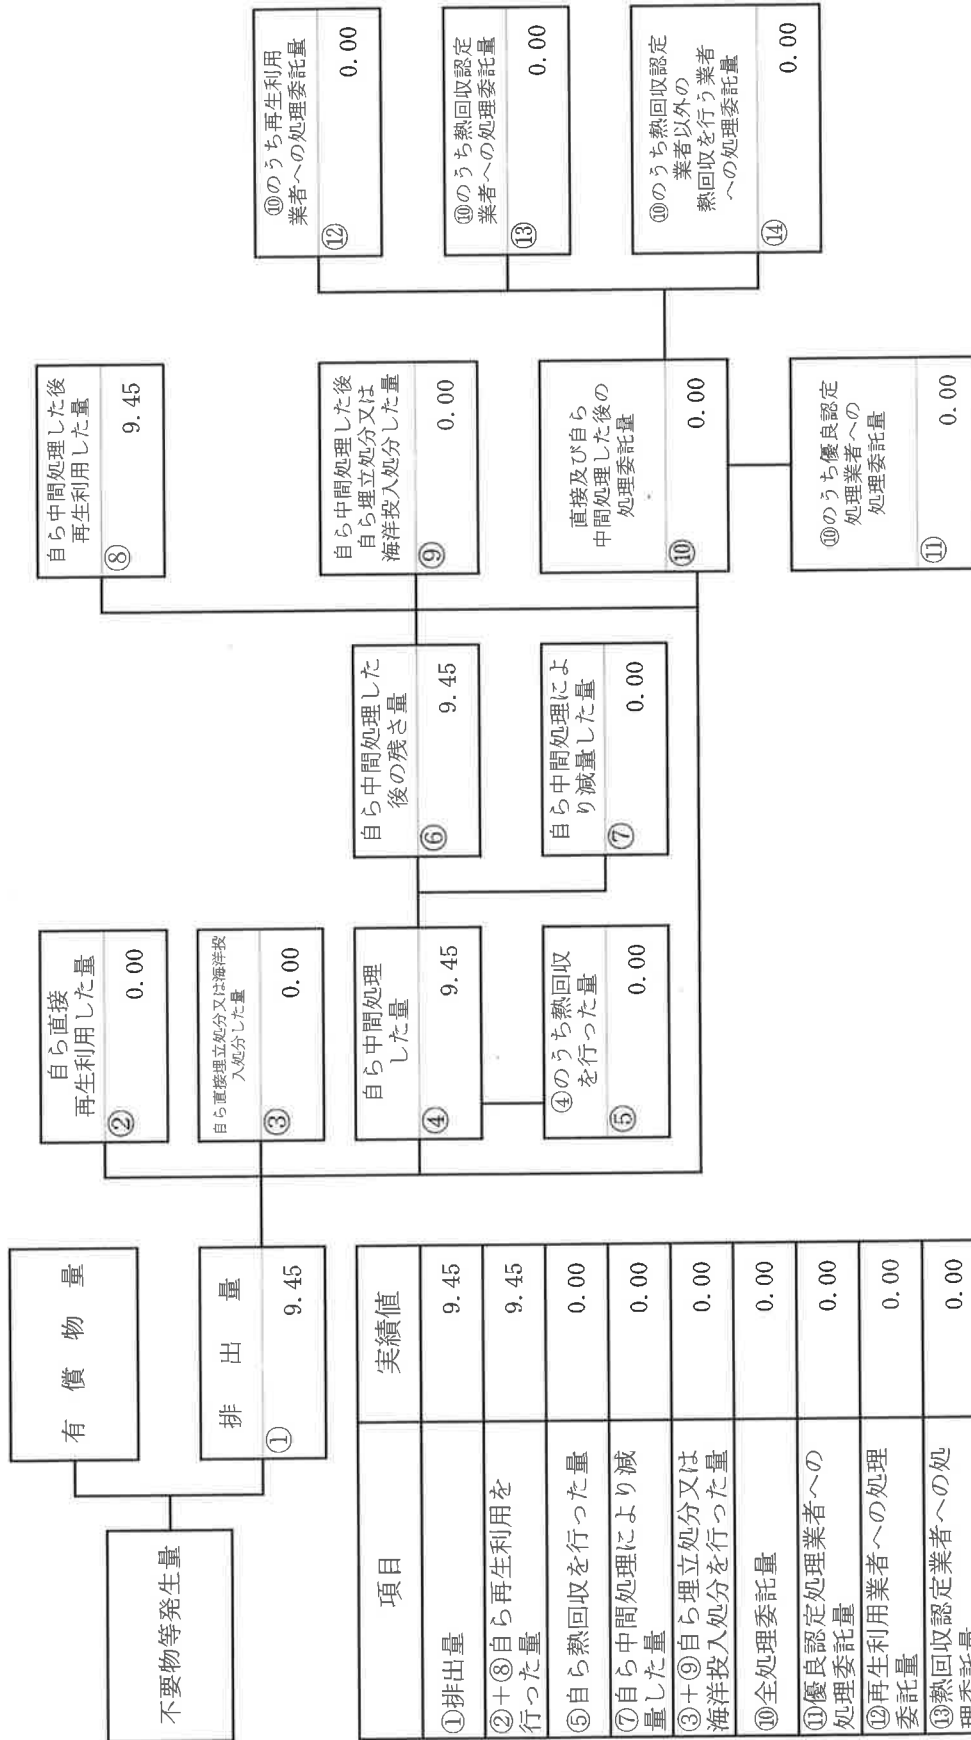 不要物等発生量
有償物量
排出量
①
9.45
自ら直接
再生利用した量
②
0.00
自ら直接埋立処分又は海洋投
入処分した量
③
0.00
自ら中間処理
した量
④
9.45
④のうち熱回収
を行った量
⑤
0.00
自ら中間処理した
後の残さ量
⑥
9.45
自ら中間処理によ
り減量した量
⑦
0.00
自ら中間処理した後
再生利用した量
⑧
9.45
自ら中間処理した後
自ら埋立処分又は
海洋投入処分した量
⑨
0.00
直接及び自ら
中間処理した後の
処理委託量
⑩
0.00
⑩のうち優良認定
処理業者への
処理委託量
⑪
0.00
⑩のうち再生利用
業者への処理委託量
⑫
0.00
⑩のうち熱回収認定
業者への処理委託量
⑬
0.00
⑩のうち熱回収認定
業者以外の
熱回収を行う業者
への処理委託量
⑭
0.00
項目
実績値
①排出量
9.45
②+⑧自ら再生利用を
行った量
9.45
⑤自ら熱回収を行った量
0.00
⑦自ら中間処理により減
量した量
0.00
③+⑨自ら埋立処分又は
海洋投入処分を行った量
0.00
⑩全処理委託量
0.00
⑪優良認定処理業者への
処理委託量
0.00
⑫再生利用業者への処理
委託量
0.00
⑬熱回収認定業者への処
理委託量
0.00